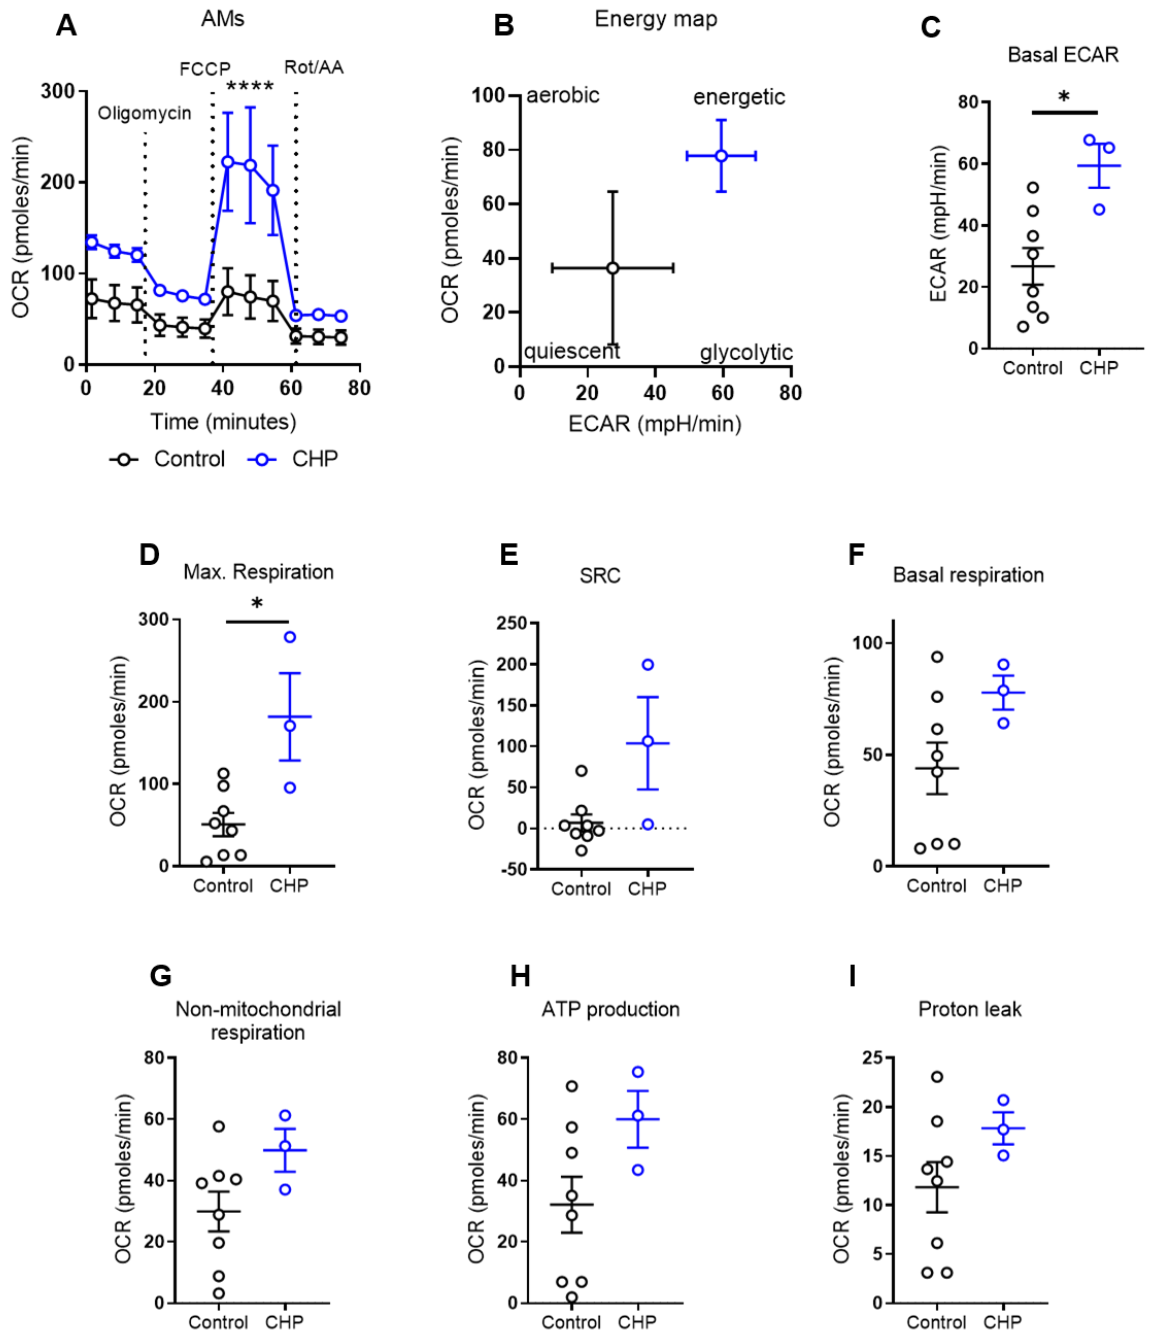 A
AMs
FCCP
****
Rot/AA
Oligomycin
300
200
100
0
OCR (pmoles/min)
0
20
40
60
80
Time (minutes)
Control
CHP
B
Energy map
100
80
60
40
20
0
OCR (pmoles/min)
aerobic
energetic
quiescent
glycolytic
0
20
40
60
80
ECAR (mpH/min)
C
Basal ECAR
*
80
60
40
20
0
ECAR (mpH/min)
Control
CHP
D
Max. Respiration
*
300
200
100
0
OCR (pmoles/min)
Control
CHP
E
SRC
250
200
150
100
50
0
-50
OCR (pmoles/min)
Control
CHP
F
Basal respiration
100
50
0
OCR (pmoles/min)
Control
CHP
G
Non-mitochondrial
respiration
80
60
40
20
0
OCR (pmoles/min)
Control
CHP
H
ATP production
80
60
40
20
0
OCR (pmoles/min)
Control
CHP
I
Proton leak
25
20
15
10
5
0
OCR (pmoles/min)
Control
CHP